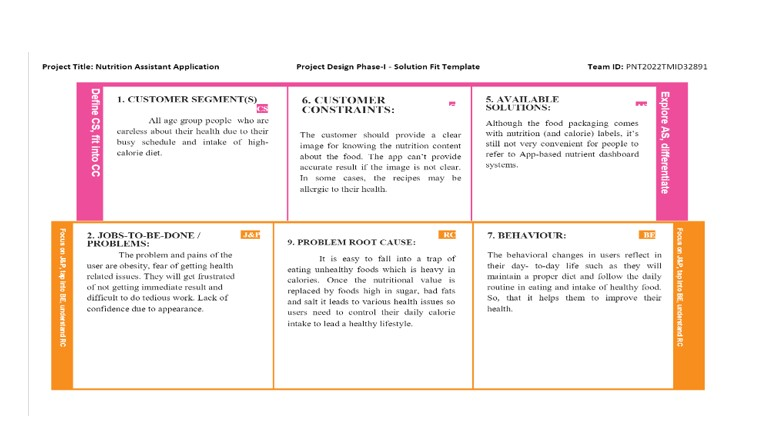 Project Title: Nutrition Assistant Application
Project Design Phase-I - Solution Fit Template
Team ID: PNT2022TMID32891
Define CS, fit into CC
1. CUSTOMER SEGMENT(S)
CS
All age group people who are
careless about their health due to their
busy schedule and intake of high-
calorie diet.
6. CUSTOMER
CONSTRAINTS:
The customer should provide a clear
image for knowing the nutrition content
about the food. The app can't provide
accurate result if the image is not clear.
In some cases, the recipes may be
allergic to their health.
5. AVAILABLE
SOLUTIONS:
Although the food packaging comes
with nutrition (and calorie) labels, it's
still not very convenient for people to
refer to App-based nutrient dashboard
systems.
Explore AS, differentiate
Focus on J&P, tap into BE, understand RC
2. JOBS-TO-BE-DONE /
PROBLEMS:
J&P
The problem and pains of the
user are obesity, fear of getting health
related issues. They will get frustrated
of not getting immediate result and
difficult to do tedious work. Lack of
confidence due to appearance.
9. PROBLEM ROOT CAUSE:
RC
It is easy to fall into a trap of
eating unhealthy foods which is heavy in
calories. Once the nutritional value is
replaced by foods high in sugar, bad fats
and salt it leads to various health issues so
users need to control their daily calorie
intake to lead a healthy lifestyle.
7. BEHAVIOUR:
BE
The behavioral changes in users reflect in
their day- to-day life such as they will
maintain a proper diet and follow the daily
routine in eating and intake of healthy food.
So, that it helps them to improve their
health.
Focus on J&P, tap into BE, understand RC